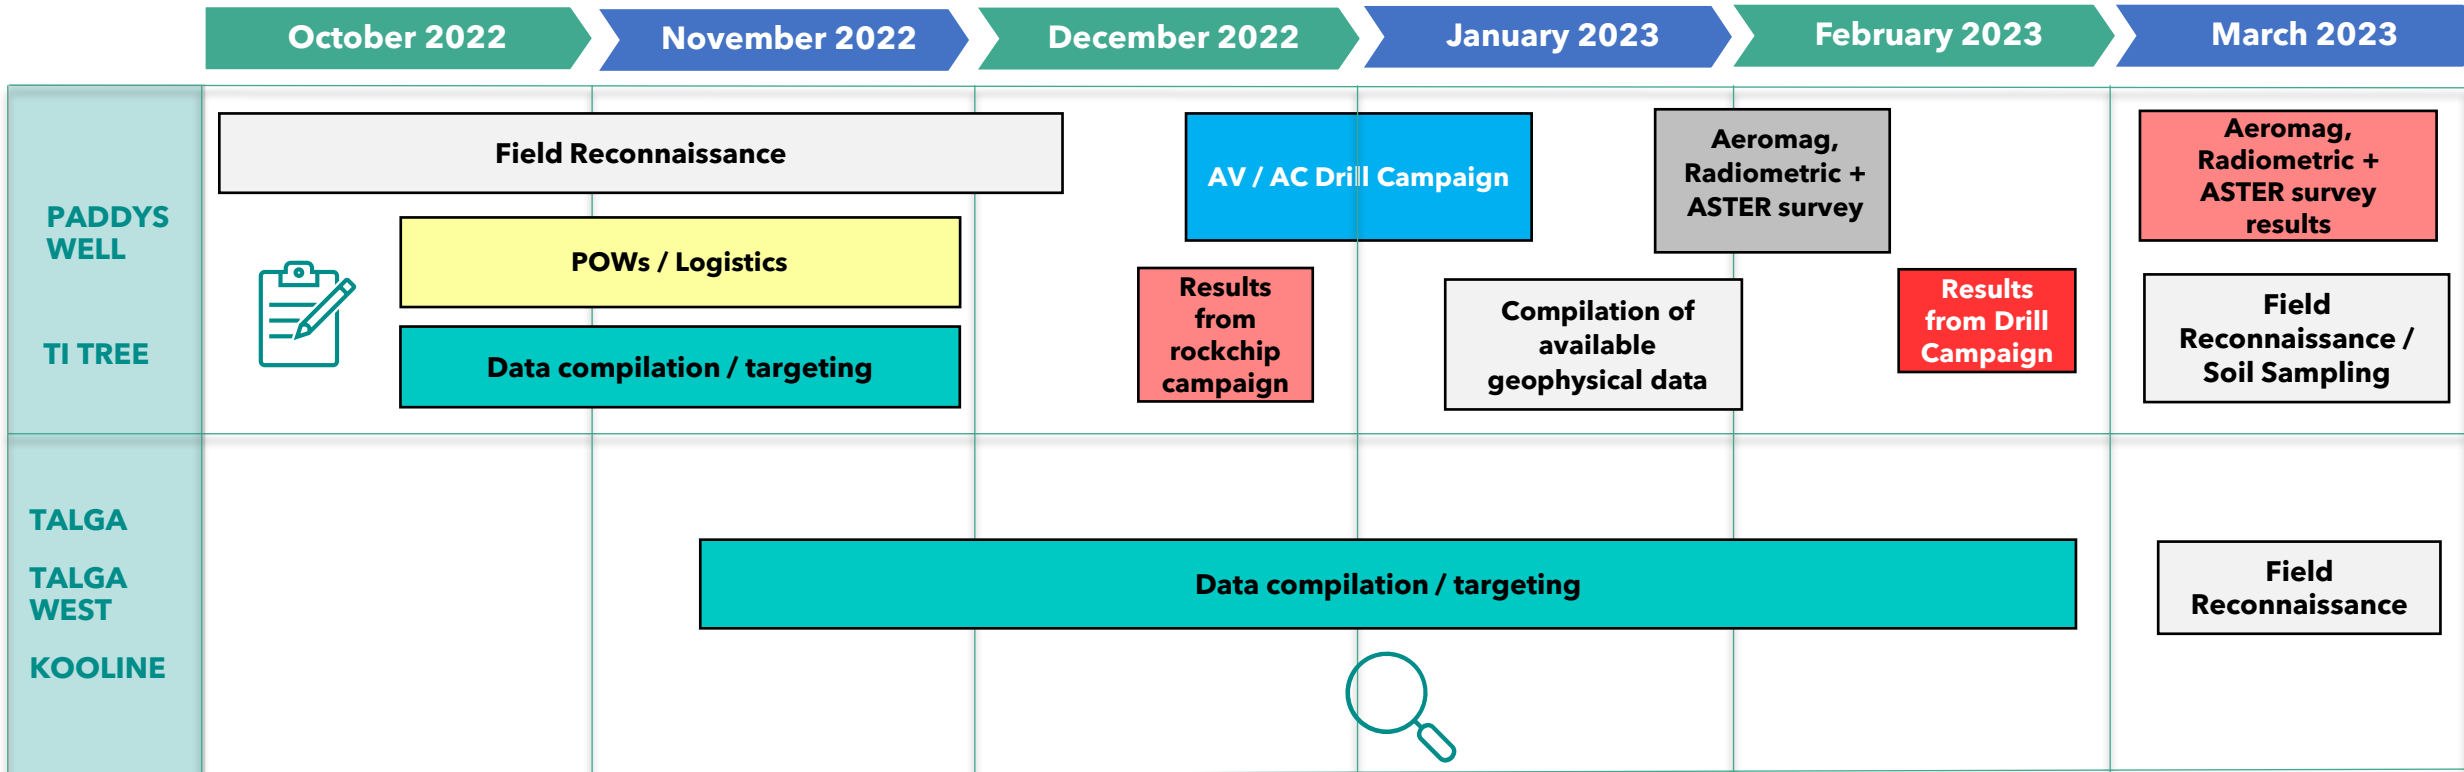 October 2022
November 2022
December 2022
January 2023
February 2023
March 2023
PADDYS
WELL
TI TREE
Field Reconnaissance
POWs / Logistics
Data compilation / targeting
AV / AC Drill Campaign
Results
from
rockchip
campaign
Compilation of
available
geophysical data
Aeromag,
Radiometric +
ASTER survey
Results
from Drill
Campaign
Aeromag,
Radiometric +
ASTER survey
results
Field
Reconnaissance /
Soil Sampling
TALGA
TALGA
WEST
KOOLINE
Data compilation / targeting
Field
Reconnaissance